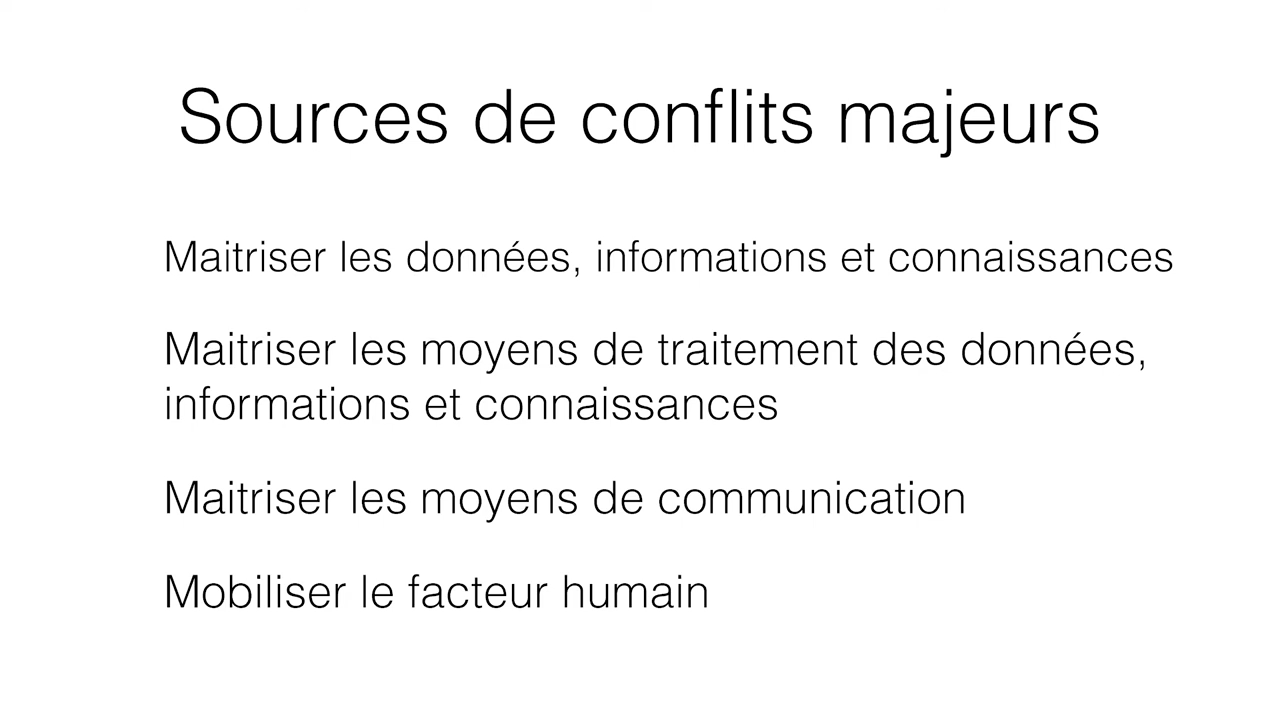 Sources de conflits majeurs
Maitriser les données, informations et connaissances
Maitriser les moyens de traitement des données,
informations et connaissances
Maitriser les moyens de communication
Mobiliser le facteur humain